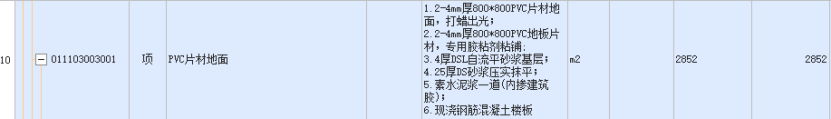 1.2-4mm厚800*800PVC片材地
面，打蜡出光；
2.2-4mm厚800*800PVC地板片
材，专用胶粘剂粘铺；
10 011103003001 项 PVC片材地面 3.4厚DSL自流平砂浆基层； m2 2852 2852
4.25厚DS砂浆压实抹平；
5.素水泥浆一道(内掺建筑
胶)；
6.现浇钢筋混凝土楼板